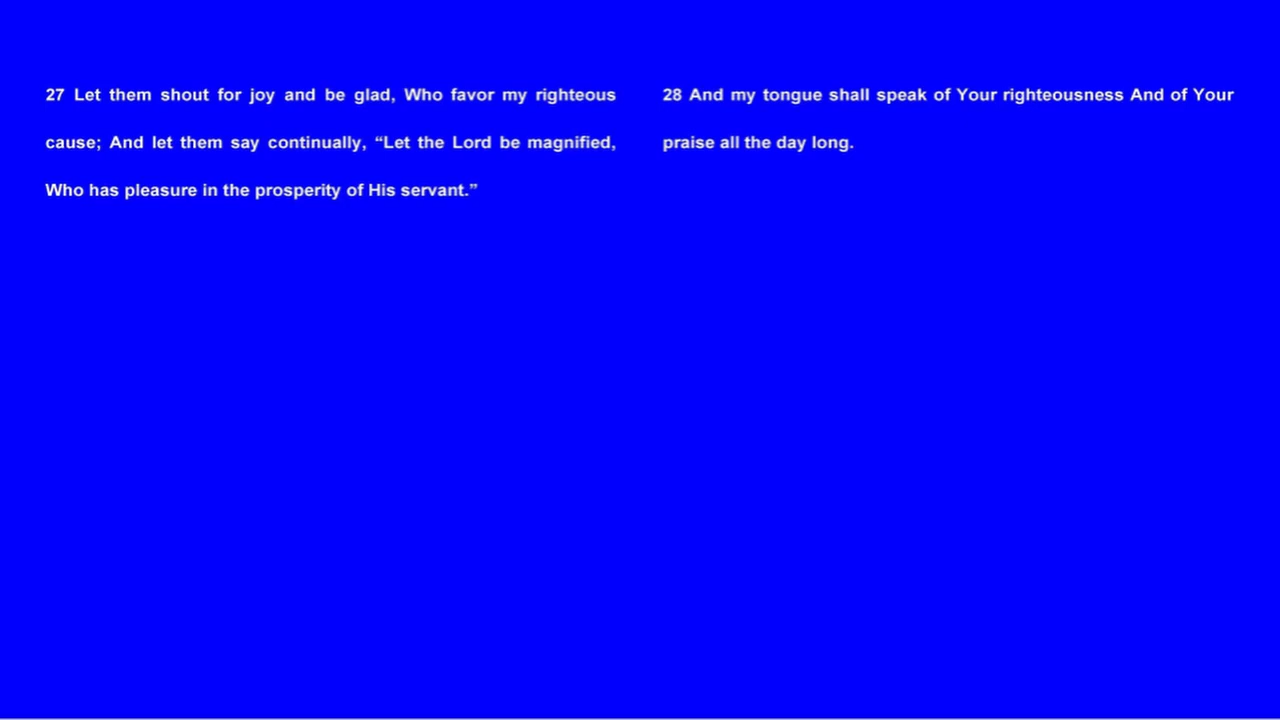 27 Let them shout for joy and be glad, Who favor my righteous
cause; And let them say continually, “Let the Lord be magnified,
Who has pleasure in the prosperity of His servant.”
28 And my tongue shall speak of Your righteousness And of Your
praise all the day long.